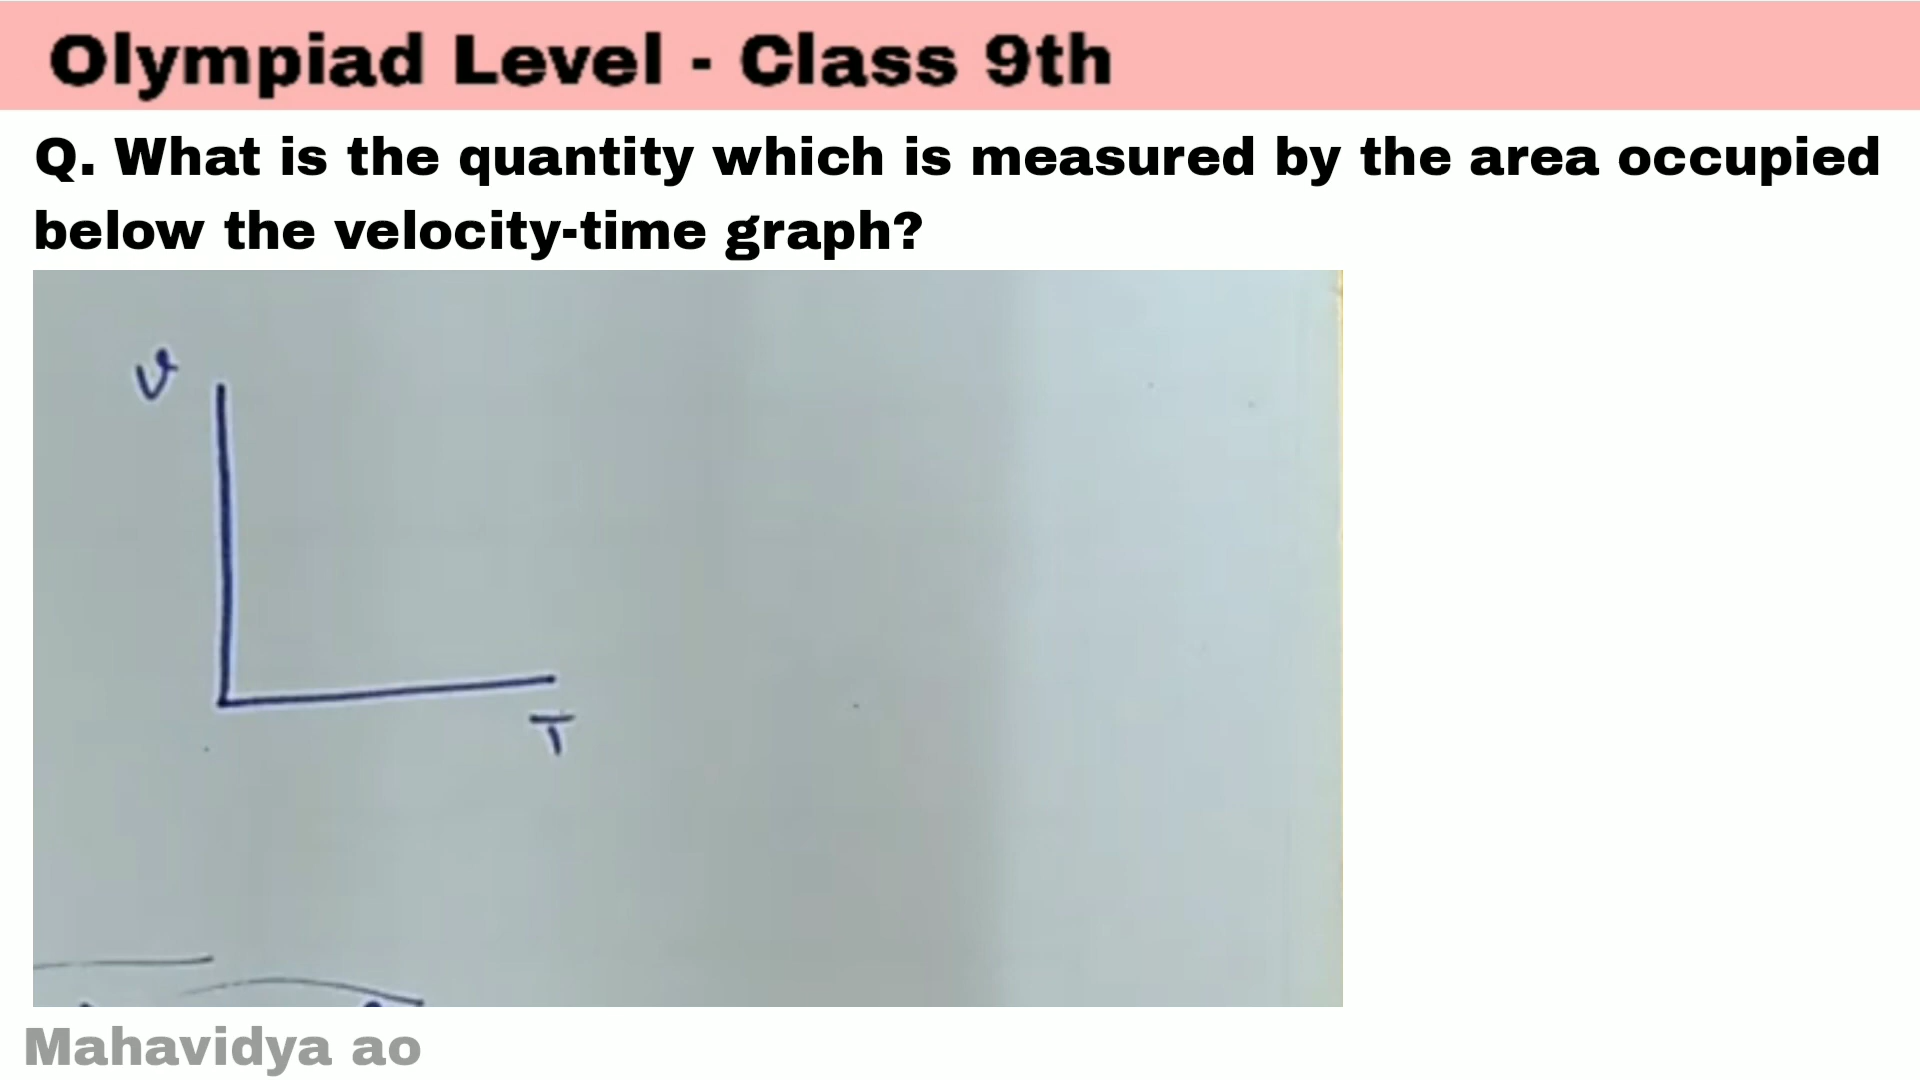 Olympiad Level - Class 9th
Q. What is the quantity which is measured by the area occupied
below the velocity-time graph?
v
T
Mahavidya ao